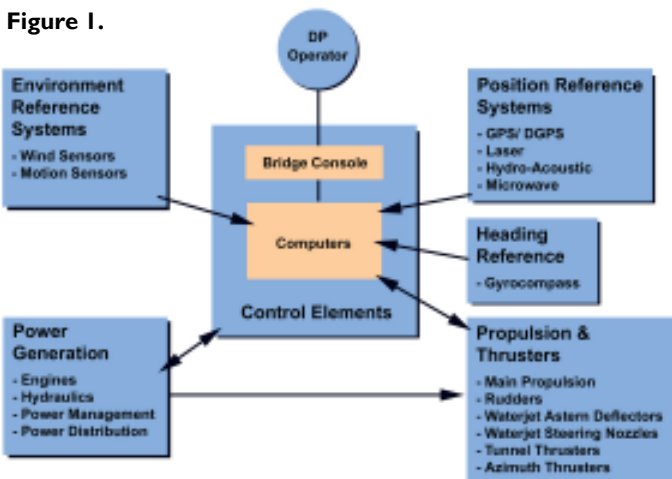 Figure 1.
DP
Operator
Environment
Reference
Systems
- Wind Sensors
- Motion Sensors
Position Reference
Systems
- GPS/ DGPS
- Laser
- Hydro-Acoustic
- Microwave
Bridge Console
Computers
Control Elements
Heading
Reference
- Gyrocompass
Power
Generation
- Engines
- Hydraulics
- Power Management
- Power Distribution
Propulsion &
Thrusters
- Main Propulsion
- Rudders
- Waterjet Astern Deflectors
- Waterjet Steering Nozzles
- Tunnel Thrusters
- Azimuth Thrusters